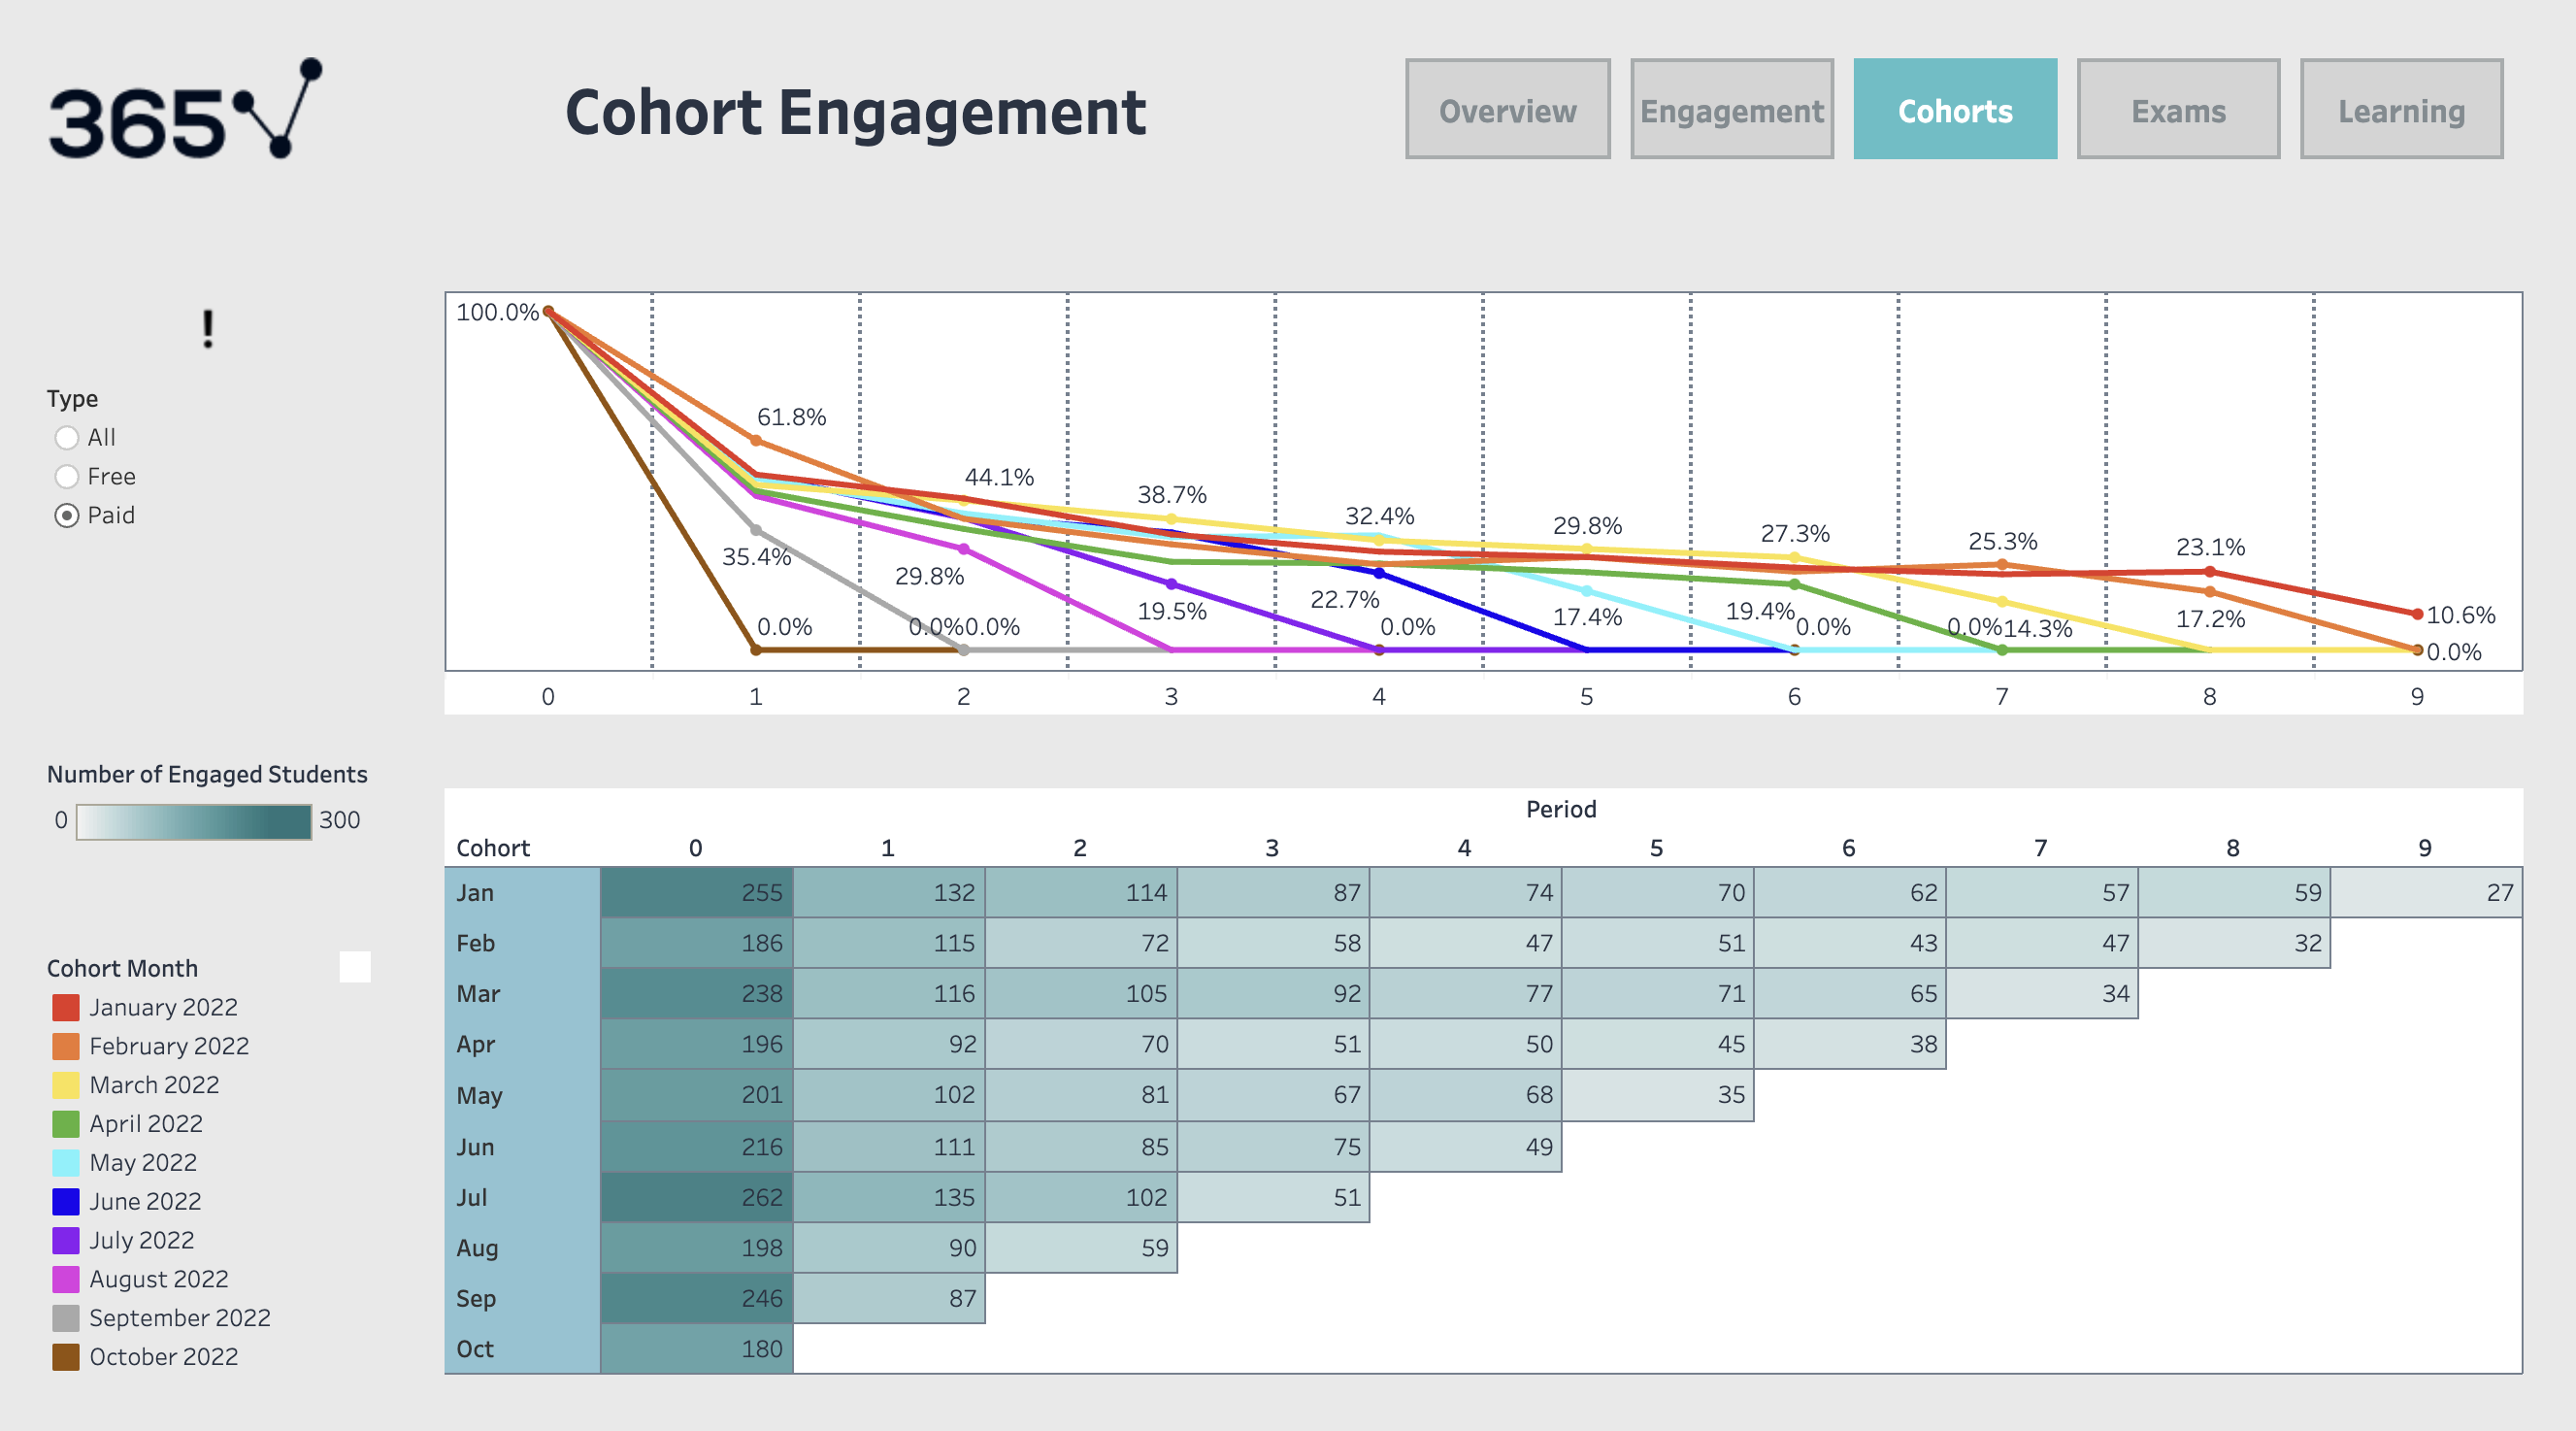 365
Cohort Engagement
Overview Engagement Cohorts Exams Learning
!
Type
All
Free
Paid
100.0%
61.8%
44.1%
38.7%
32.4%
29.8%
27.3%
25.3%
23.1%
35.4%
29.8%
19.5%
22.7%
17.4%
19.4%
14.3%
17.2%
10.6%
0.0%
0.0%0.0%
0.0%
0.0%
0.0%
0.0%
0 1 2 3 4 5 6 7 8 9
Number of Engaged Students
0 300
Cohort Month
January 2022
February 2022
March 2022
April 2022
May 2022
June 2022
July 2022
August 2022
September 2022
October 2022
Period
Cohort 0 1 2 3 4 5 6 7 8 9
Jan 255 132 114 87 74 70 62 57 59 27
Feb 186 115 72 58 47 51 43 47 32
Mar 238 116 105 92 77 71 65 34
Apr 196 92 70 51 50 45 38
May 201 102 81 67 68 35
Jun 216 111 85 75 49
Jul 262 135 102 51
Aug 198 90 59
Sep 246 87
Oct 180